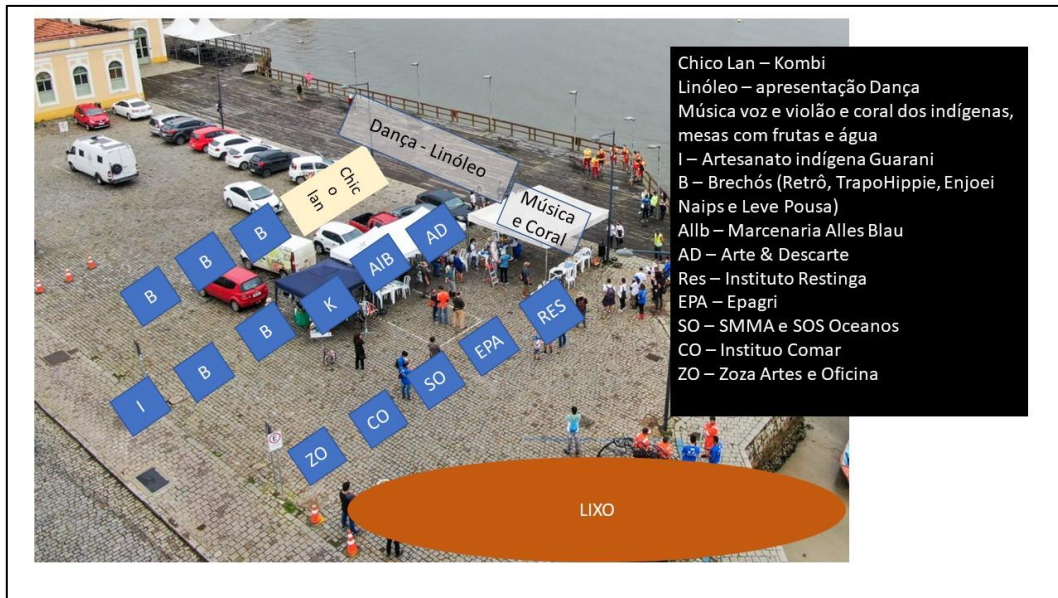 Dança - Linóleo
Chic
o
lan
Música
e Coral
B
B
B
AD
AlB
K
B
B
I
RES
EPA
SO
CO
ZO
E
LIXO
Chico Lan – Kombi
Linóleo – apresentação Dança
Música voz e violão e coral dos indígenas,
mesas com frutas e água
I – Artesanato indígena Guarani
B – Brechós (Retrô, TrapoHippie, Enjoei
Naips e Leve Pousa)
Allb – Marcenaria Alles Blau
AD – Arte & Descarte
Res – Instituto Restinga
EPA – Epagri
SO – SMMA e SOS Oceanos
CO – Instituo Comar
ZO – Zoza Artes e Oficina